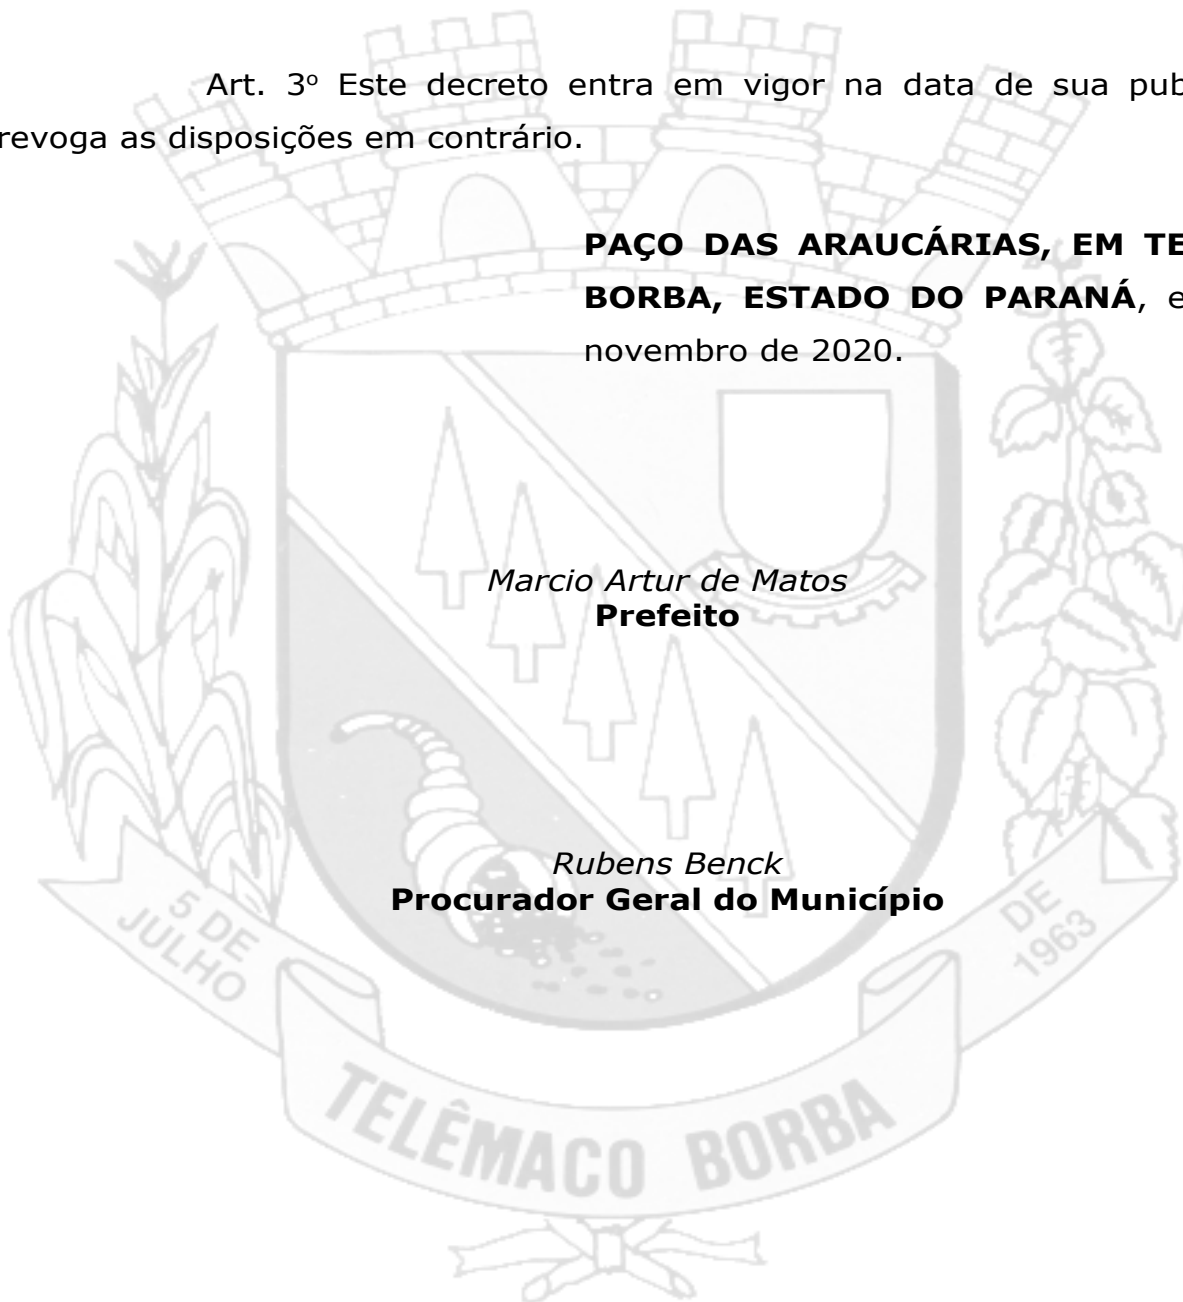 Art. 3º Este decreto entra em vigor na data de sua pub
revoga as disposições em contrário.
PAÇO DAS ARAUCÁRIAS, EM TE
BORBA, ESTADO DO PARANÁ, e
novembro de 2020.
Marcio Artur de Matos
Prefeito
Rubens Benck
Procurador Geral do Município
5 DE
JULHO
DE
1963
TELÊMACO BORBA